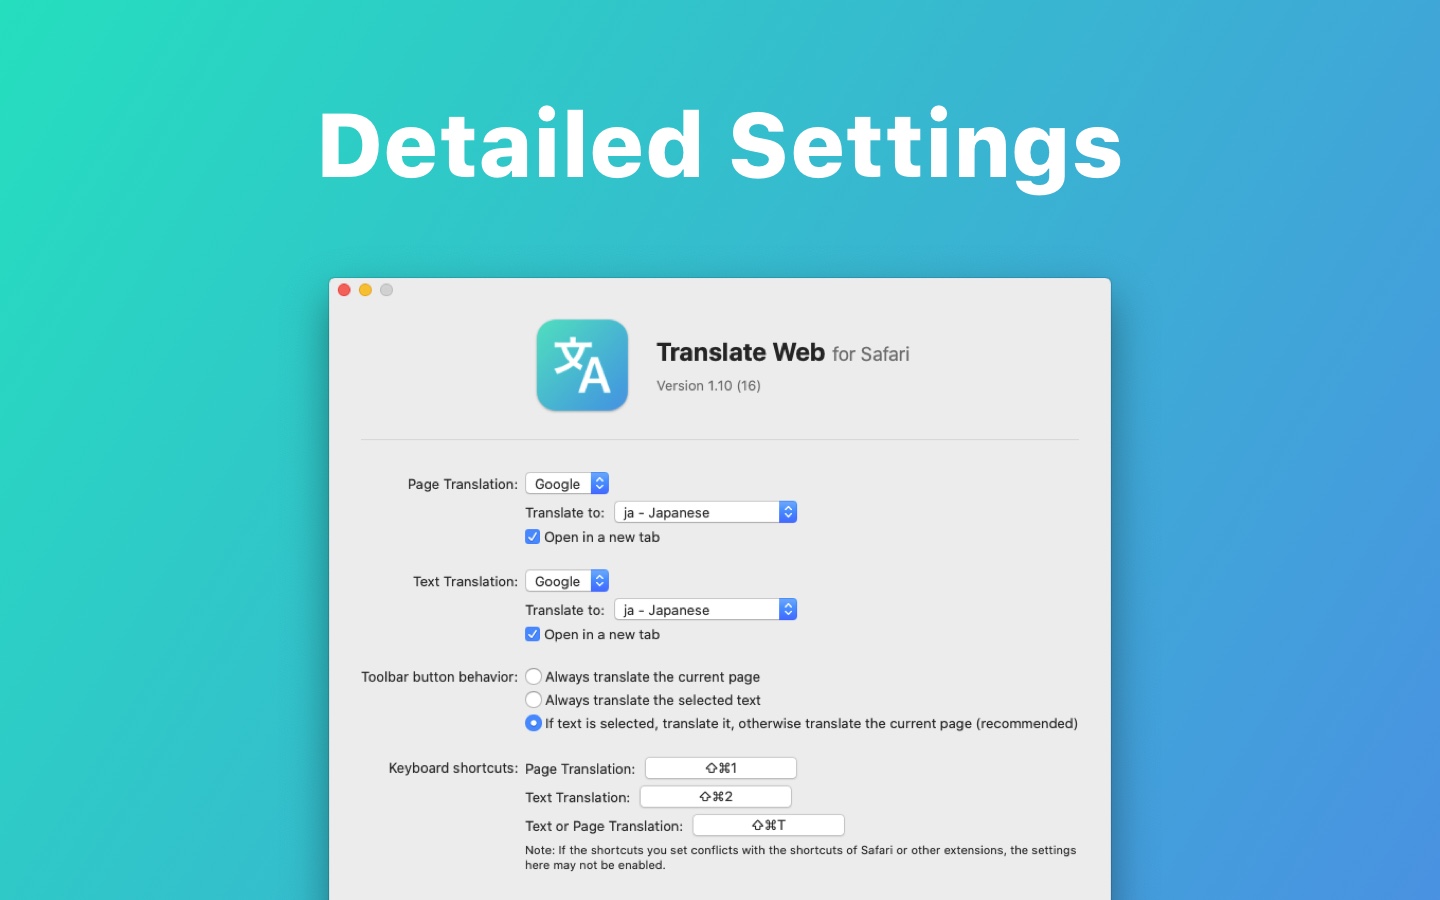 Detailed Settings
文A
Translate Web for Safari
Version 1.10 (16)
Page Translation: Google
Translate to: ja - Japanese
Open in a new tab
Text Translation: Google
Translate to: ja - Japanese
Open in a new tab
Toolbar button behavior: Always translate the current page
Always translate the selected text
If text is selected, translate it, otherwise translate the current page (recommended)
Keyboard shortcuts: Page Translation: ⇧⌘1
Text Translation: ⇧⌘2
Text or Page Translation: ⇧⌘T
Note: If the shortcuts you set conflicts with the shortcuts of Safari or other extensions, the settings
here may not be enabled.